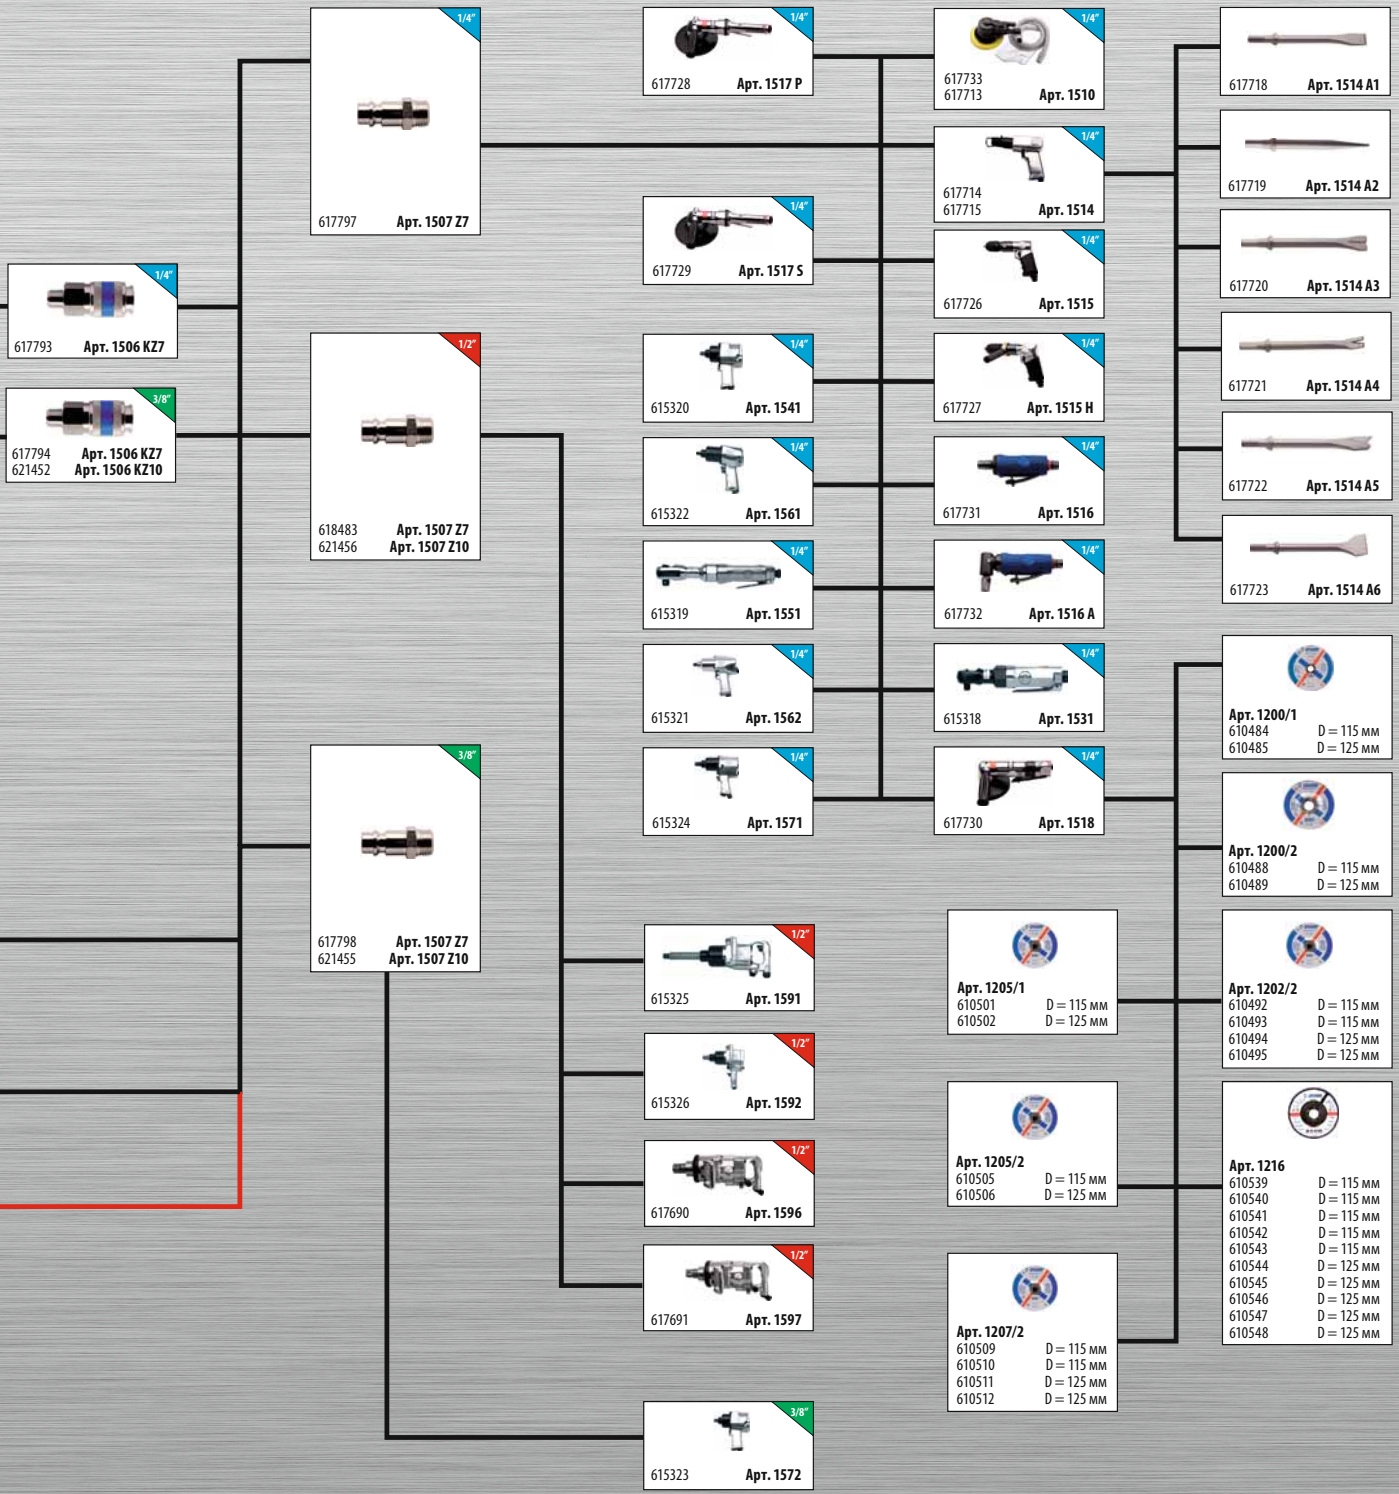 1/4"
617793 Арт. 1506 KZ7
3/8"
617794 Арт. 1506 KZ7
621452 Арт. 1506 KZ10
1/4"
617797 Арт. 1507 Z7
1/2"
618483 Арт. 1507 Z7
621456 Арт. 1507 Z10
3/8"
617798 Арт. 1507 Z7
621455 Арт. 1507 Z10
1/4"
617728 Арт. 1517 P
1/4"
617729 Арт. 1517 S
1/4"
615320 Арт. 1541
1/4"
615322 Арт. 1561
1/4"
615319 Арт. 1551
1/4"
615321 Арт. 1562
1/4"
615324 Арт. 1571
1/2"
615325 Арт. 1591
1/2"
615326 Арт. 1592
1/2"
617690 Арт. 1596
1/2"
617691 Арт. 1597
3/8"
615323 Арт. 1572
1/4"
617733
617713 Арт. 1510
1/4"
617714
617715 Арт. 1514
1/4"
617726 Арт. 1515
1/4"
617727 Арт. 1515 H
1/4"
617731 Арт. 1516
1/4"
617732 Арт. 1516 A
1/4"
615318 Арт. 1531
1/4"
617730 Арт. 1518
Арт. 1205/1
610501 D = 115 мм
610502 D = 125 мм
Арт. 1205/2
610505 D = 115 мм
610506 D = 125 мм
Арт. 1207/2
610509 D = 115 мм
610510 D = 115 мм
610511 D = 125 мм
610512 D = 125 мм
617718 Арт. 1514 A1
617719 Арт. 1514 A2
617720 Арт. 1514 A3
617721 Арт. 1514 A4
617722 Арт. 1514 A5
617723 Арт. 1514 A6
Арт. 1200/1
610484 D = 115 мм
610485 D = 125 мм
Арт. 1200/2
610488 D = 115 мм
610489 D = 125 мм
Арт. 1202/2
610492 D = 115 мм
610493 D = 115 мм
610494 D = 125 мм
610495 D = 125 мм
Арт. 1216
610539 D = 115 мм
610540 D = 115 мм
610541 D = 115 мм
610542 D = 115 мм
610543 D = 115 мм
610544 D = 125 мм
610545 D = 125 мм
610546 D = 125 мм
610547 D = 125 мм
610548 D = 125 мм